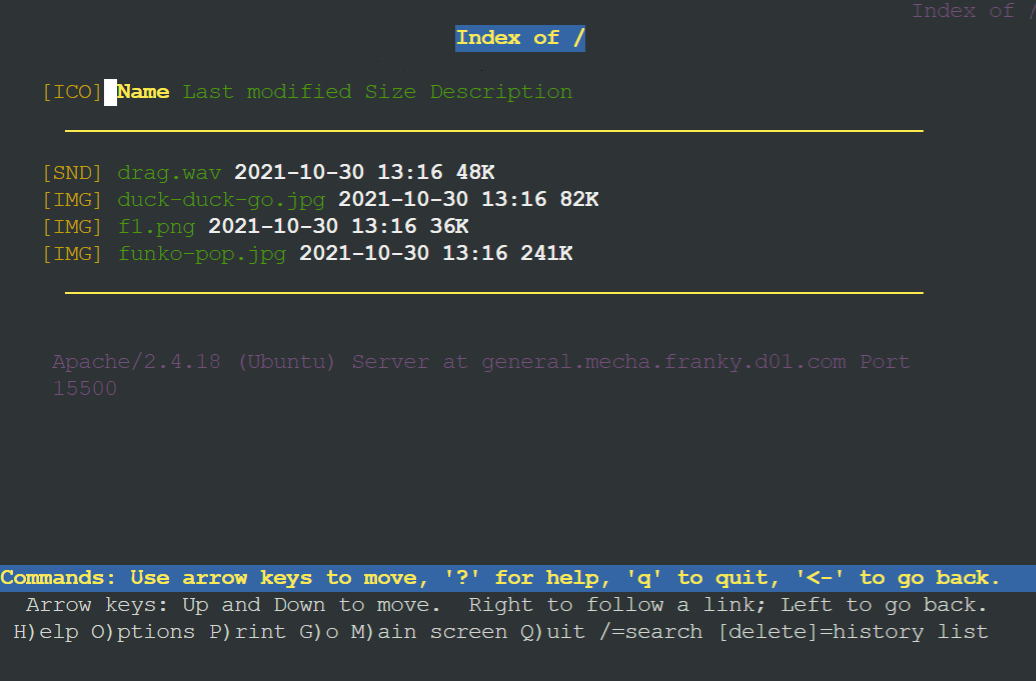 Index of /
Index of /
[ICO] Name Last modified Size Description
[SND] drag.wav 2021-10-30 13:16 48K
[IMG] duck-duck-go.jpg 2021-10-30 13:16 82K
[IMG] f1.png 2021-10-30 13:16 36K
[IMG] funko-pop.jpg 2021-10-30 13:16 241K
Apache/2.4.18 (Ubuntu) Server at general.mecha.franky.d01.com Port
15500
Commands: Use arrow keys to move, '?' for help, 'q' to quit, '<-' to go back.
Arrow keys: Up and Down to move. Right to follow a link; Left to go back.
H)elp O)ptions P)rint G)o M)ain screen Q)uit /=search [delete]=history list